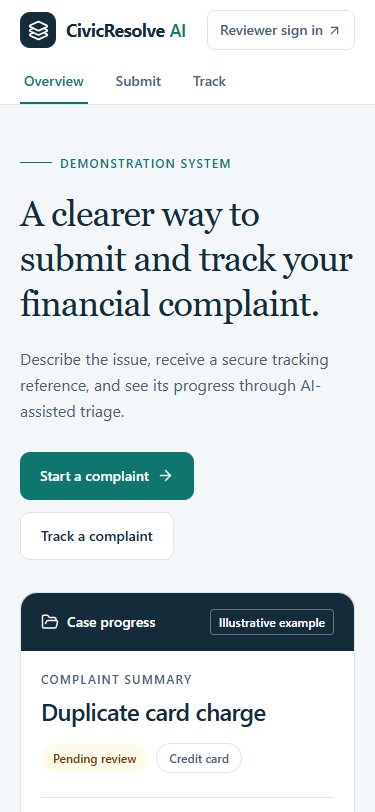 CivicResolve AI
Reviewer sign in
Overview Submit Track
DEMONSTRATION SYSTEM
A clearer way to
submit and track your
financial complaint.
Describe the issue, receive a secure tracking
reference, and see its progress through AI-
assisted triage.
Start a complaint
Track a complaint
Case progress
Illustrative example
COMPLAINT SUMMARY
Duplicate card charge
Pending review
Credit card